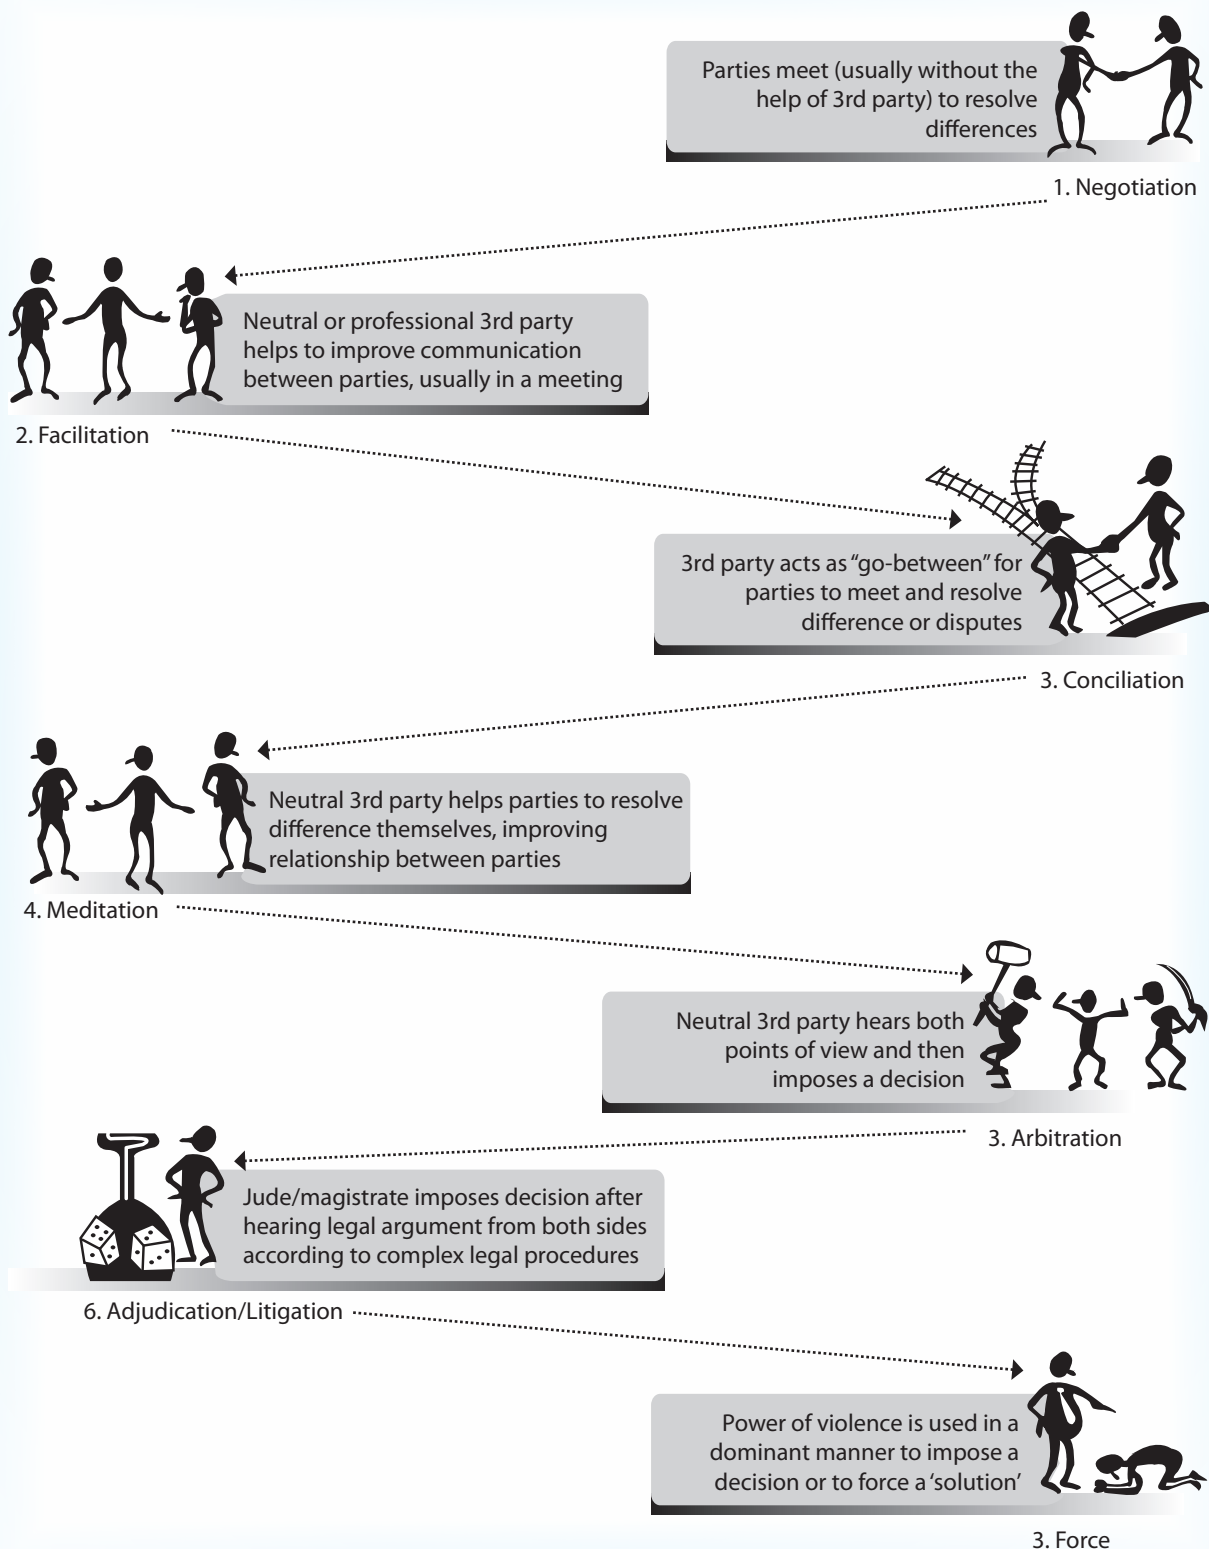 Parties meet (usually without the
help of 3rd party) to resolve
differences
1. Negotiation
Neutral or professional 3rd party
helps to improve communication
between parties, usually in a meeting
2. Facilitation
3rd party acts as “go-between” for
parties to meet and resolve
difference or disputes
3. Conciliation
Neutral 3rd party helps parties to resolve
difference themselves, improving
relationship between parties
4. Meditation
Neutral 3rd party hears both
points of view and then
imposes a decision
3. Arbitration
Jude/magistrate imposes decision after
hearing legal argument from both sides
according to complex legal procedures
6. Adjudication/Litigation
Power of violence is used in a
dominant manner to impose a
decision or to force a ‘solution’
3. Force